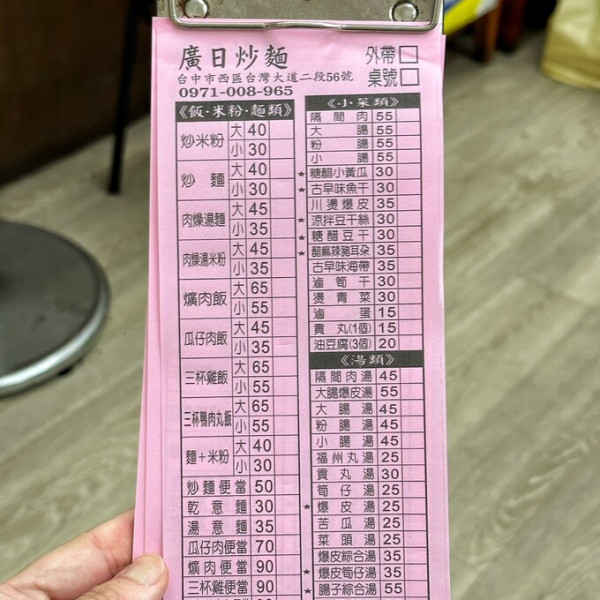 廣日炒麵
外帶
台中市西區台灣大道二段56號
桌號
0971-008-965
《飯·米粉·麵類》
炒米粉 大 40
小 30
炒麵 大 40
小 30
肉燥湯麵 大 45
小 35
肉燥湯米粉 大 45
小 35
爌肉飯 大 65
小 55
瓜仔肉飯 大 45
小 35
三杯雞飯 大 65
小 55
三杯鴨肉丸飯 大 65
小 55
麵+米粉 大 40
小 30
炒麵便當 50
乾意麵 30
湯意麵 35
瓜仔肉便當 70
爌肉便當 90
三杯雞便當 90
《小菜類》
隔間肉 55
大腸 55
粉腸 55
小腸 55
★糖醋小黃瓜 30
★古早味魚干 30
川燙爆皮 35
★涼拌豆干絲 30
★糖醋豆干 30
★醋麻辣豬耳朵 35
古早味海帶 35
滷筍干 30
燙青菜 30
滷蛋 15
貢丸(1個) 15
油豆腐(3個) 20
《湯類》
隔間肉湯 45
大腸爆皮湯 55
大腸湯 45
粉腸湯 45
小腸湯 45
福州丸湯 25
貢丸湯 30
筍仔湯 25
★爆皮湯 25
苦瓜湯 25
菜頭湯 25
爆皮綜合湯 35
★爆皮筍仔湯 35
★腸子綜合湯 55